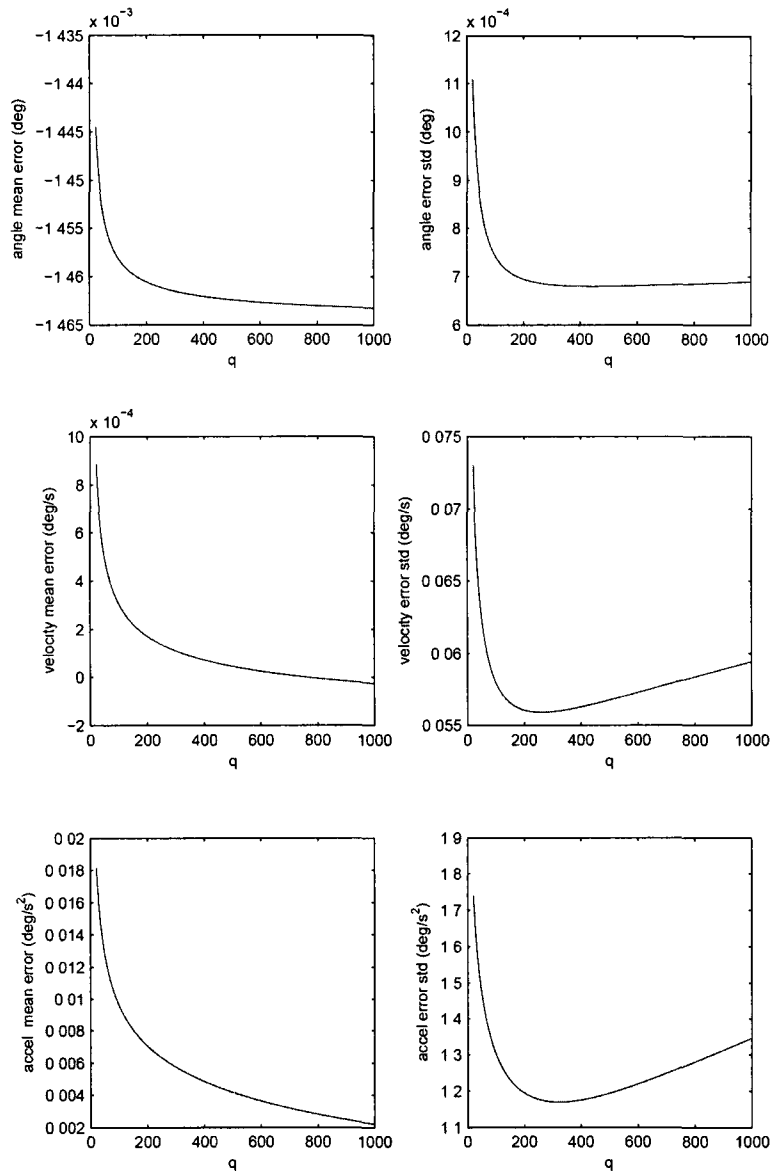 x 10⁻³
−1 435
−1 44
−1 445
−1 45
−1 455
−1 46
−1 465
angle mean error (deg)
0 200 400 600 800 1000
q
x 10⁻⁴
12
11
10
9
8
7
6
angle error std (deg)
0 200 400 600 800 1000
q
x 10⁻⁴
10
8
6
4
2
0
−2
velocity mean error (deg/s)
0 200 400 600 800 1000
q
0 075
0 07
0 065
0 06
0 055
velocity error std (deg/s)
0 200 400 600 800 1000
q
0 02
0 018
0 016
0 014
0 012
0 01
0 008
0 006
0 004
0 002
accel mean error (deg/s²)
0 200 400 600 800 1000
q
1 9
1 8
1 7
1 6
1 5
1 4
1 3
1 2
1 1
accel error std (deg/s²)
0 200 400 600 800 1000
q